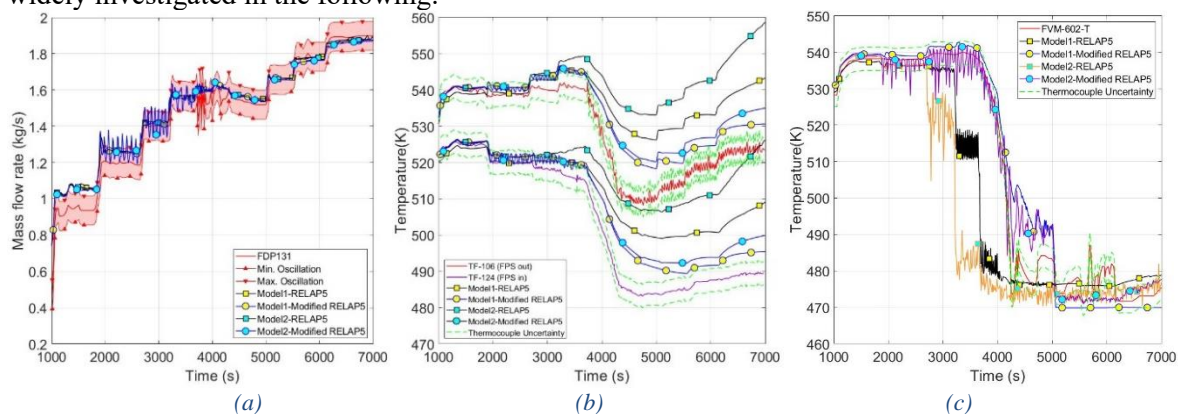 widely investigated in the following.
2
1.8
1.6
1.4
1.2
1
0.8
0.6
0.4
0.2
Mass flow rate (kg/s)
FDP131
Min. Oscillation
Max. Oscillation
Model1-RELAP5
Model1-Modified RELAP5
Model2-RELAP5
Model2-Modified RELAP5
1000 2000 3000 4000 5000 6000 7000
Time (s)
(a)
560
550
540
530
520
510
500
490
480
470
Temperature(K)
TF-106 (FPS out)
TF-124 (FPS in)
Model1-RELAP5
Model1-Modified RELAP5
Model2-RELAP5
Model2-Modified RELAP5
Thermocouple Uncertainty
1000 2000 3000 4000 5000 6000 7000
Time (s)
(b)
550
540
530
520
510
500
490
480
470
460
Temperature(K)
FVM-602-T
Model1-RELAP5
Model1-Modified RELAP5
Model2-RELAP5
Model2-Modified RELAP5
Thermocouple Uncertainty
1000 2000 3000 4000 5000 6000 7000
Time (s)
(c)